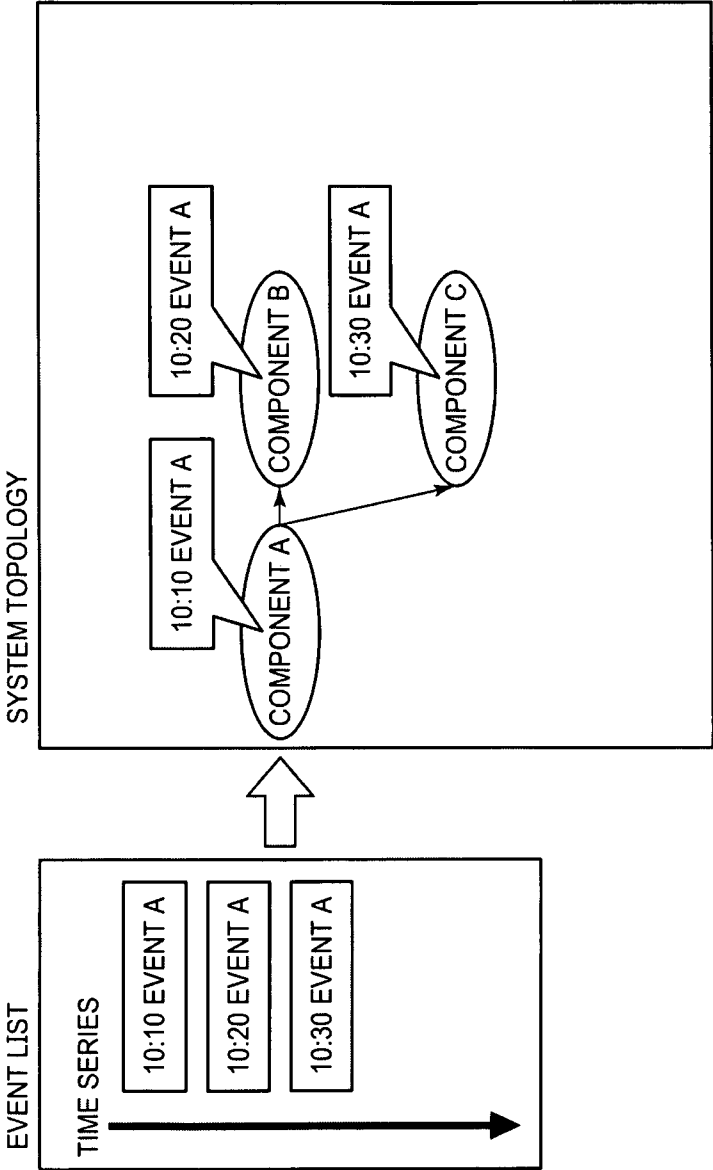 EVENT LIST
TIME SERIES
10:10 EVENT A
10:20 EVENT A
10:30 EVENT A
SYSTEM TOPOLOGY
10:10 EVENT A
COMPONENT A
10:20 EVENT A
COMPONENT B
10:30 EVENT A
COMPONENT C